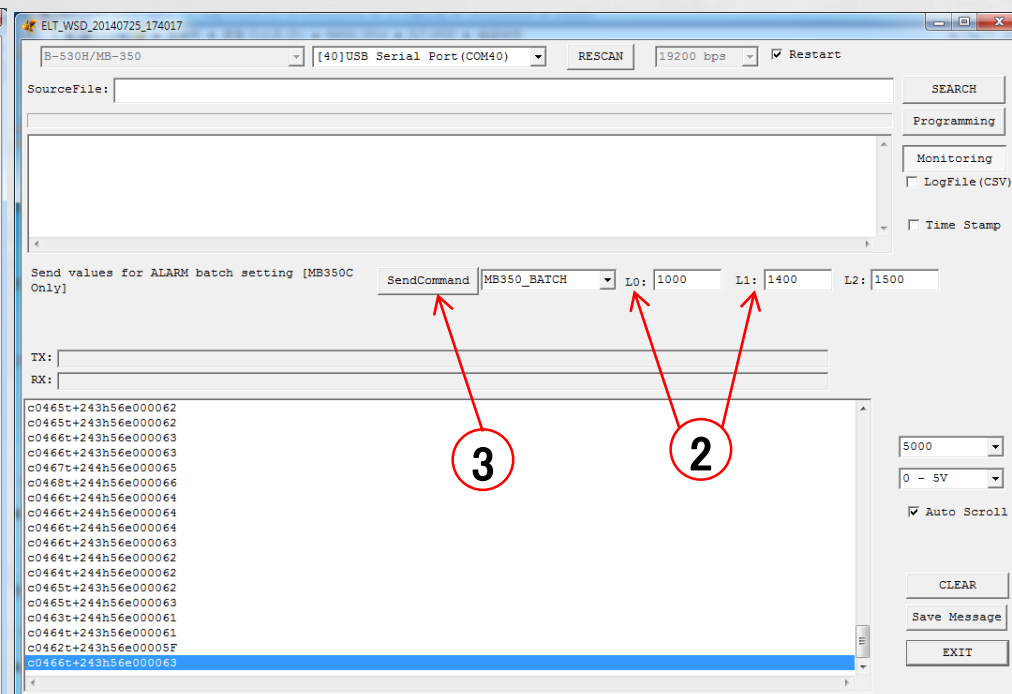 ELT_WSD_20140725_174017
B-530H/MB-350 [40]USB Serial Port(COM40) RESCAN 19200 bps Restart
SourceFile: SEARCH
Programming
Monitoring
LogFile(CSV)
Time Stamp
Send values for ALARM batch setting [MB350C
Only]
SendCommand MB350_BATCH L0: 1000 L1: 1400 L2: 1500
TX:
RX:
c0465t+243h56e000062
c0465t+243h56e000062
c0466t+243h56e000063
c0466t+243h56e000063
c0467t+244h56e000065
c0468t+244h56e000066
c0466t+244h56e000064
c0466t+244h56e000064
c0466t+244h56e000064
c0466t+243h56e000063
c0464t+244h56e000062
c0464t+244h56e000062
c0465t+243h56e000062
c0465t+244h56e000063
c0463t+244h56e000061
c0464t+243h56e000061
c0462t+243h56e00005F
c0466t+243h56e000063
3
2
5000
0 - 5V
Auto Scroll
CLEAR
Save Message
EXIT